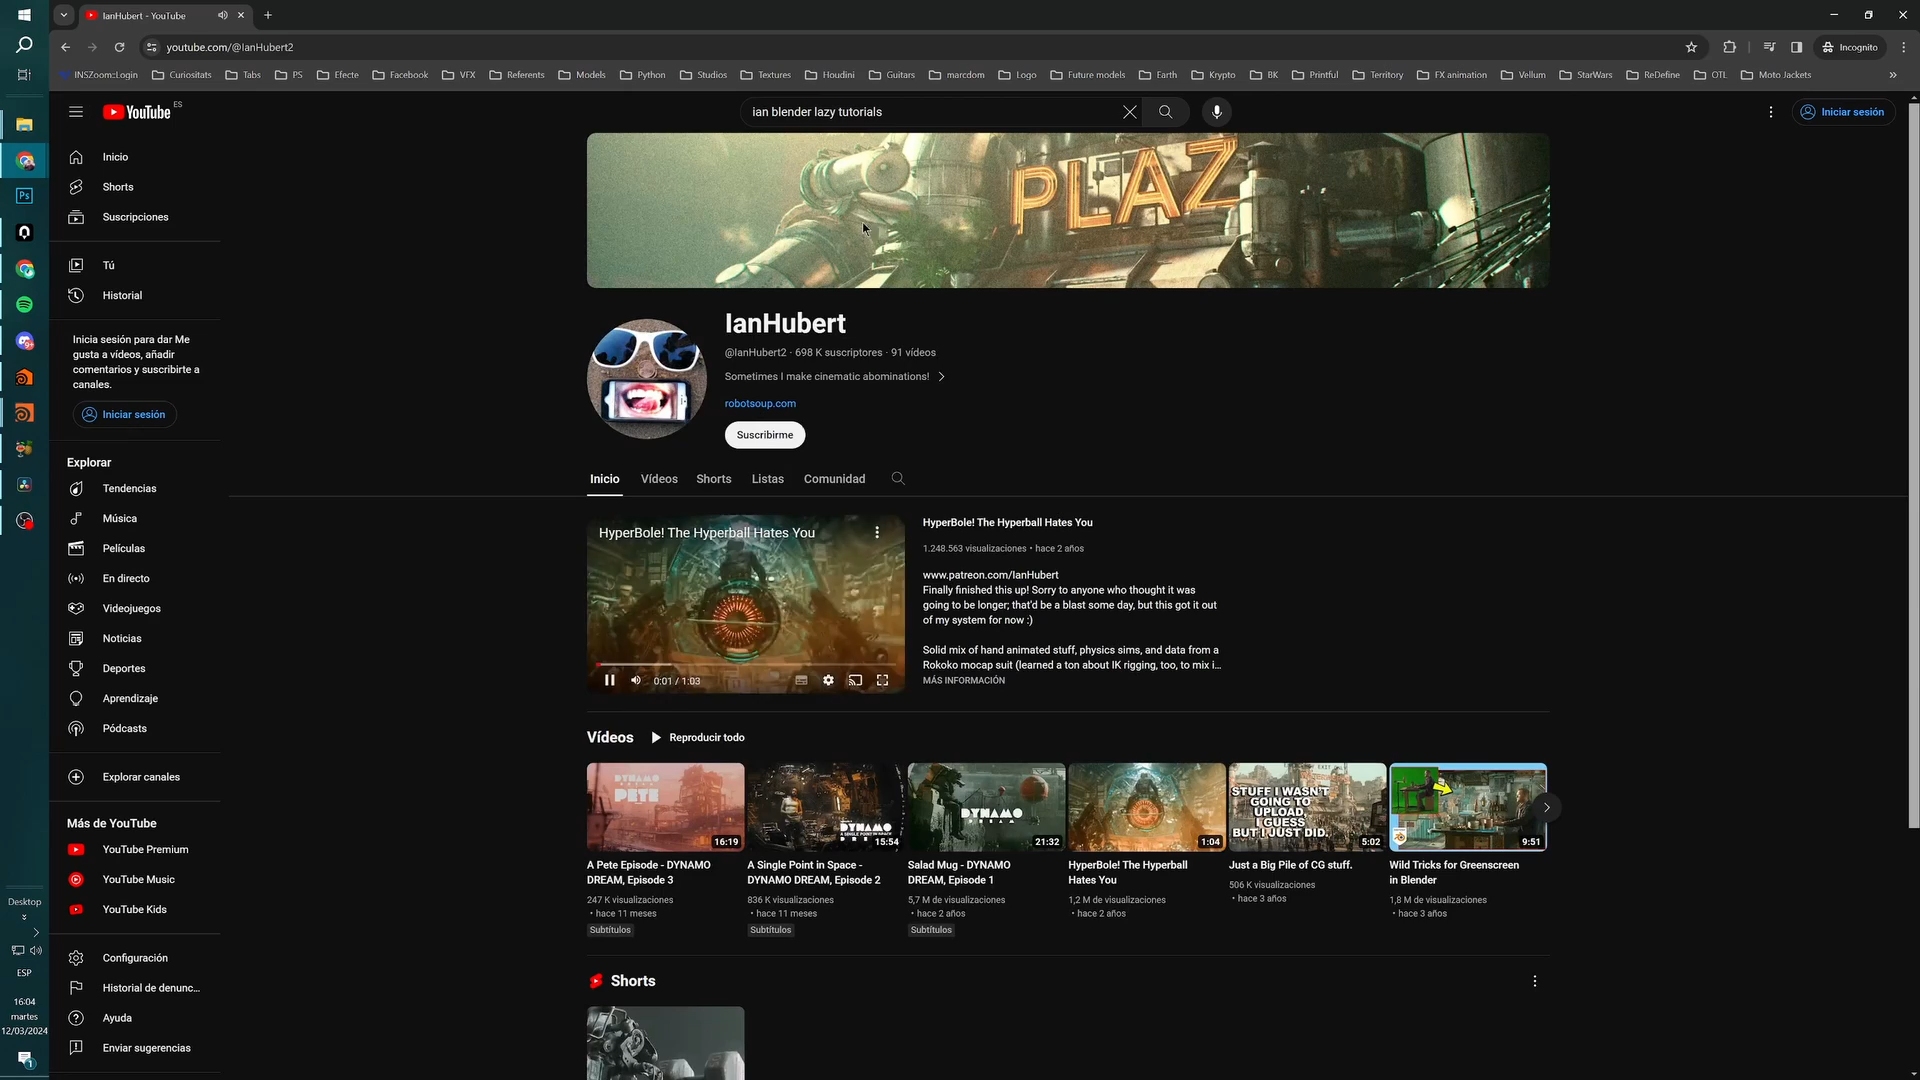 IanHubert - YouTube
youtube.com/@IanHubert2
Incognito
INSZoom::Login
Curiositats
Tabs
PS
Efecte
Facebook
VFX
Referents
Models
Python
Studios
Textures
Houdini
Guitars
marcdom
Logo
Future models
Earth
Krypto
BK
Printful
Territory
FX animation
Vellum
StarWars
ReDefine
OTL
Moto Jackets
YouTube ES
ian blender lazy tutorials
Iniciar sesión
Inicio
Shorts
Suscripciones
Tú
Historial
Inicia sesión para dar Me
gusta a vídeos, añadir
comentarios y suscribirte a
canales.
Iniciar sesión
Explorar
Tendencias
Música
Películas
En directo
Videojuegos
Noticias
Deportes
Aprendizaje
Pódcasts
Explorar canales
Más de YouTube
YouTube Premium
YouTube Music
YouTube Kids
Configuración
Historial de denunc...
Ayuda
Enviar sugerencias
Ps
9+
Desktop
ESP
16:04
martes
12/03/2024
1
PLAZ
IanHubert
@IanHubert2 · 698 K suscriptores · 91 vídeos
Sometimes I make cinematic abominations!
robotsoup.com
Suscribirme
Inicio
Vídeos
Shorts
Listas
Comunidad
HyperBole! The Hyperball Hates You
0:01 / 1:03
HyperBole! The Hyperball Hates You
1.248.563 visualizaciones • hace 2 años
www.patreon.com/IanHubert
Finally finished this up! Sorry to anyone who thought it was
going to be longer; that'd be a blast some day, but this got it out
of my system for now :)
Solid mix of hand animated stuff, physics sims, and data from a
Rokoko mocap suit (learned a ton about IK rigging, too, to mix i...
MÁS INFORMACIÓN
Vídeos
Reproducir todo
DYNAMO
DREAM
PETE
16:19
A Pete Episode - DYNAMO
DREAM, Episode 3
247 K visualizaciones
• hace 11 meses
Subtítulos
DYNAMO
A SINGLE POINT IN SPACE
DREAM
15:54
A Single Point in Space -
DYNAMO DREAM, Episode 2
836 K visualizaciones
• hace 11 meses
Subtítulos
DYNAMO
DREAM
21:32
Salad Mug - DYNAMO
DREAM, Episode 1
5,7 M de visualizaciones
• hace 2 años
Subtítulos
1:04
HyperBole! The Hyperball
Hates You
1,2 M de visualizaciones
• hace 2 años
STUFF I WASN'T
GOING TO
UPLOAD,
I GUESS
BUT I JUST DID.
5:02
Just a Big Pile of CG stuff.
506 K visualizaciones
• hace 3 años
9:51
Wild Tricks for Greenscreen
in Blender
1,8 M de visualizaciones
• hace 3 años
Shorts